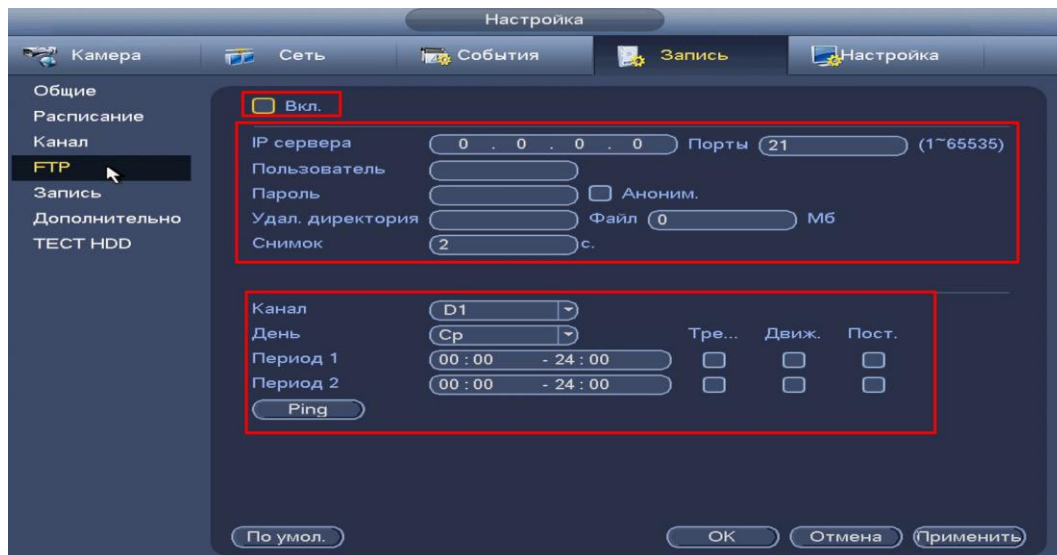 Настройка
Камера Сеть События Запись Настройка
Общие
Расписание
Канал
FTP
Запись
Дополнительно
ТЕСТ HDD
Вкл.
IP сервера 0 . 0 . 0 . 0 Порты 21 (1~65535)
Пользователь
Пароль Аноним.
Удал. директория Файл 0 Мб
Снимок 2 с.
Канал D1
День Ср Тре... Движ. Пост.
Период 1 00 : 00 - 24 : 00
Период 2 00 : 00 - 24 : 00
Ping
По умол. OK Отмена Применить